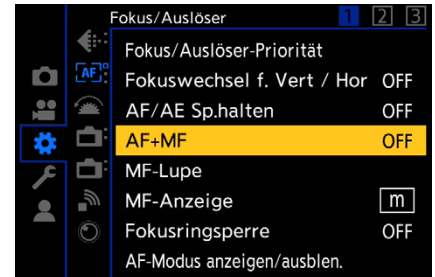 Fokus/Auslöser 1 2 3
Fokus/Auslöser-Priorität
AF Fokuswechsel f. Vert / Hor OFF
AF/AE Sp.halten OFF
AF+MF OFF
MF-Lupe
MF-Anzeige m
Fokusringsperre OFF
AF-Modus anzeigen/ausblen.